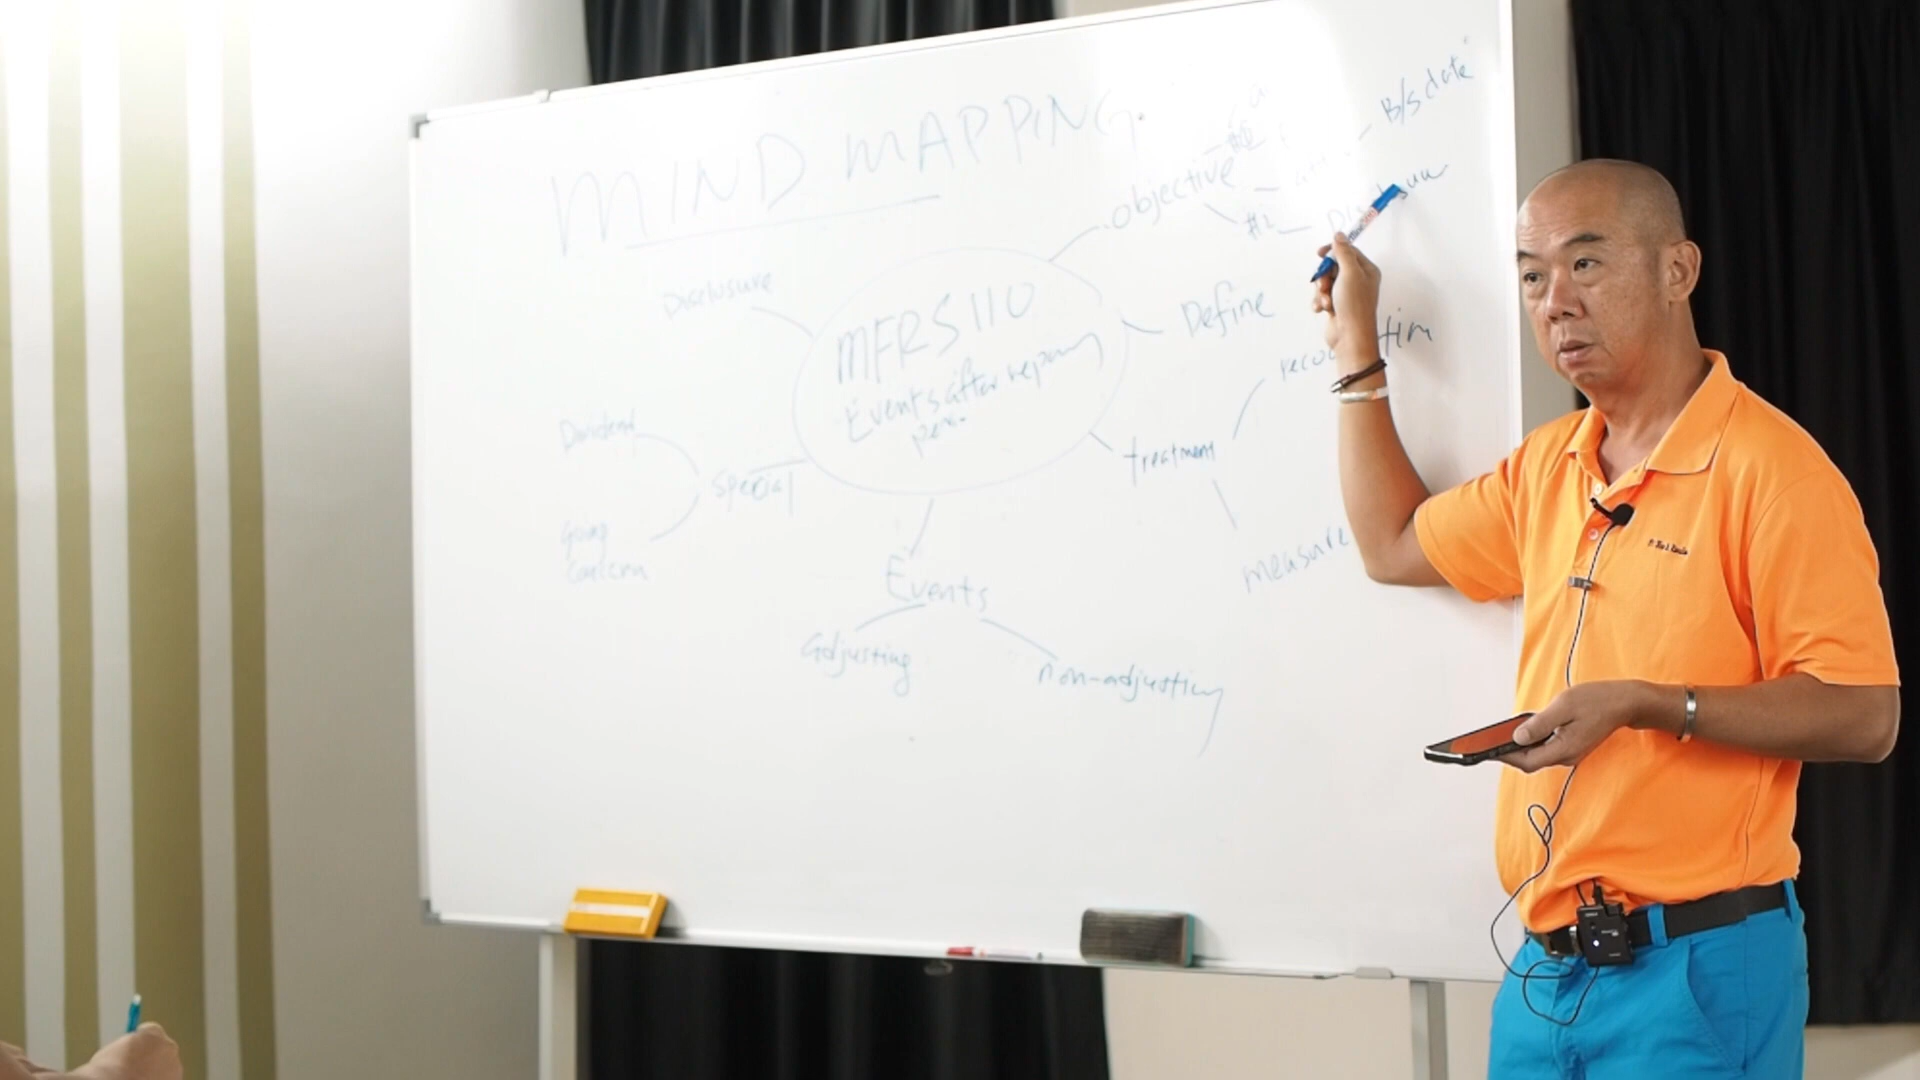 MIND MAPPING
B/s date
objective
#2
Disclosure
MFRS 110
Define
Events after
Dividend
treatment
special
Going
Concern
measure
Events
Adjusting
non-adjusting